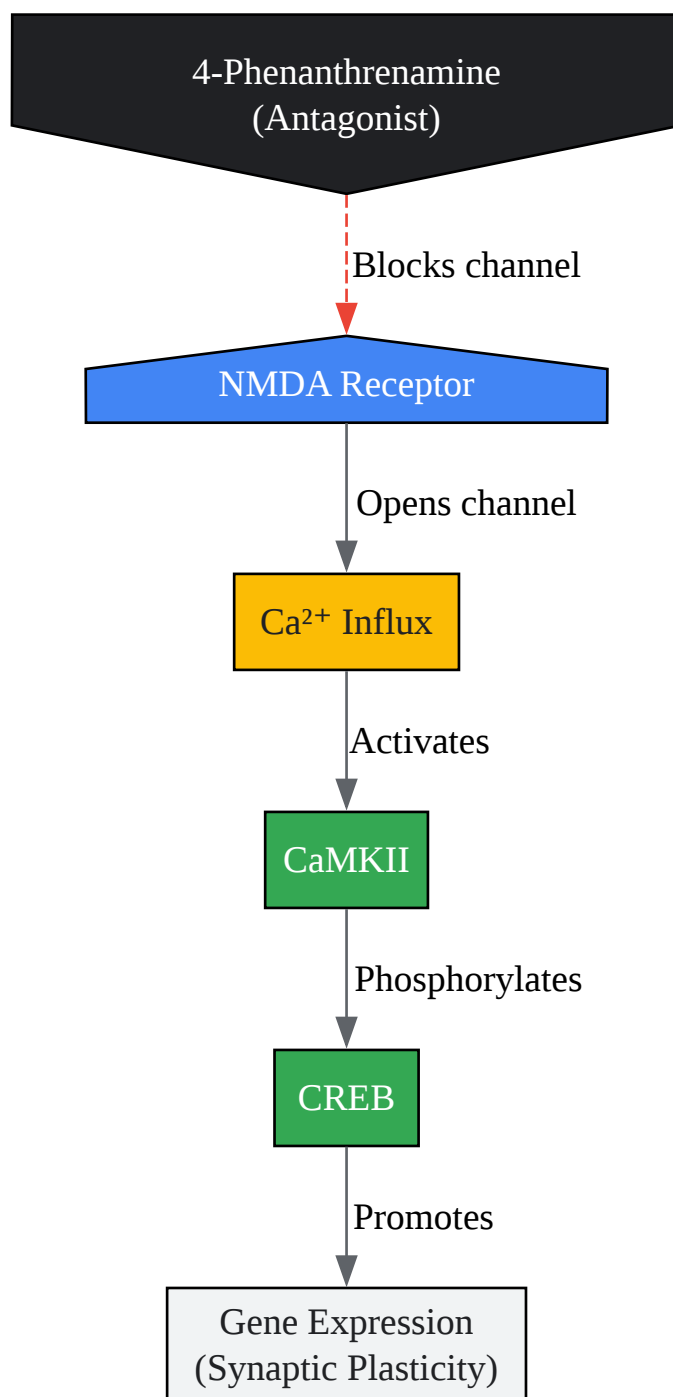 4-Phenanthrenamine
(Antagonist)
Blocks channel
NMDA Receptor
Opens channel
Ca²⁺ Influx
Activates
CaMKII
Phosphorylates
CREB
Promotes
Gene Expression
(Synaptic Plasticity)